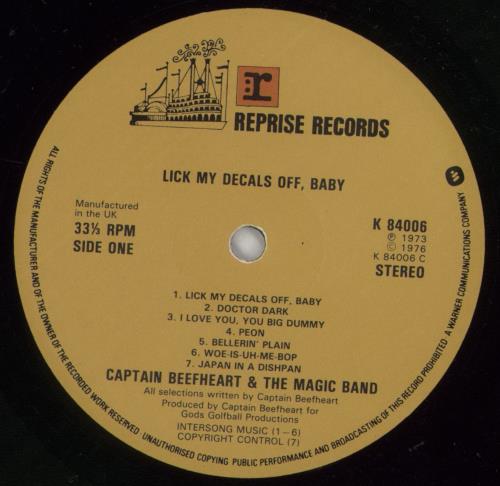 r
REPRISE RECORDS
LICK MY DECALS OFF, BABY
Manufactured
in the UK
33⅓ RPM
SIDE ONE
K 84006
℗ 1973
© 1976
K 84006 C
STEREO
1. LICK MY DECALS OFF, BABY
2. DOCTOR DARK
3. I LOVE YOU, YOU BIG DUMMY
4. PEON
5. BELLERIN' PLAIN
6. WOE-IS-UH-ME-BOP
7. JAPAN IN A DISHPAN
CAPTAIN BEEFHEART & THE MAGIC BAND
All selections written by Captain Beefheart
Produced by Captain Beefheart for
Gods Golfball Productions
INTERSONG MUSIC (1–6)
COPYRIGHT CONTROL (7)
ALL RIGHTS OF THE MANUFACTURER AND OF THE OWNER OF THE RECORDED WORK RESERVED UNAUTHORISED COPYING PUBLIC PERFORMANCE AND BROADCASTING OF THIS RECORD PROHIBITED A WARNER COMMUNICATIONS COMPANY